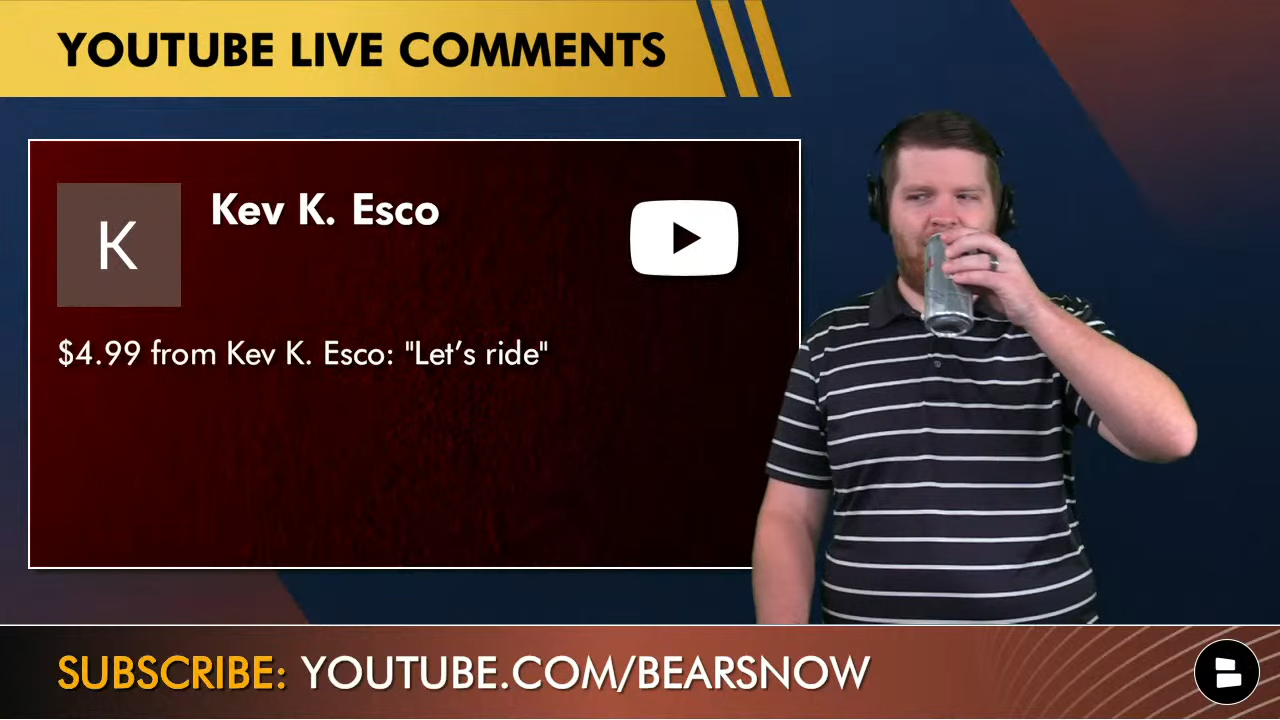 YOUTUBE LIVE COMMENTS
K
Kev K. Esco
$4.99 from Kev K. Esco: "Let’s ride"
SUBSCRIBE: YOUTUBE.COM/BEARSNOW